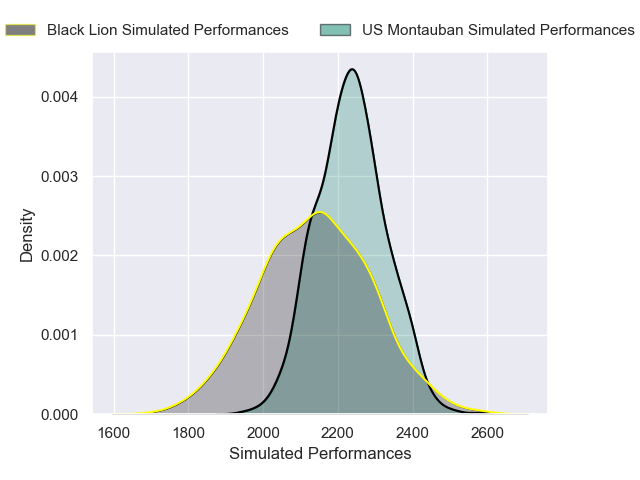 Black Lion Simulated Performances
US Montauban Simulated Performances
0.004
0.003
0.002
0.001
0.000
Density
1600 1800 2000 2200 2400 2600
Simulated Performances